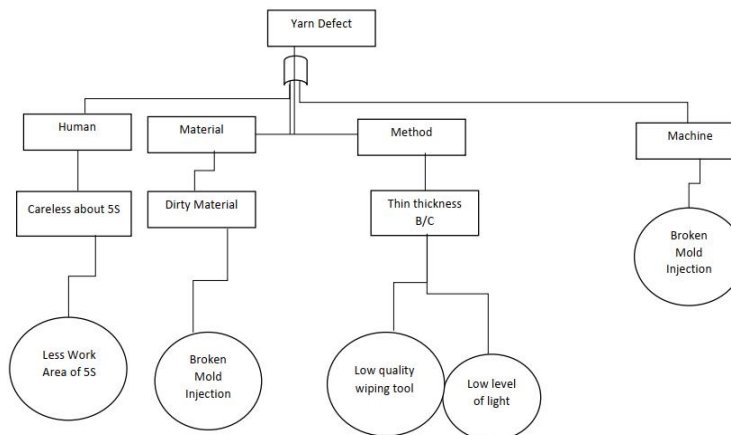 Yarn Defect
Human
Material
Method
Machine
Careless about 5S
Dirty Material
Thin thickness
B/C
Broken
Mold
Injection
Less Work
Area of 5S
Broken
Mold
Injection
Low quality
wiping tool
Low level
of light